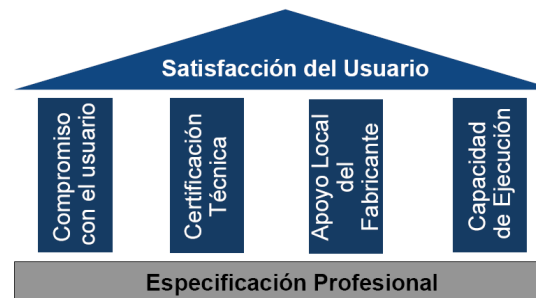 Satisfacción del Usuario
Compromiso
con el usuario
Certificación
Técnica
Apoyo Local
del
Fabricante
Capacidad
de Ejecución
Especificación Profesional